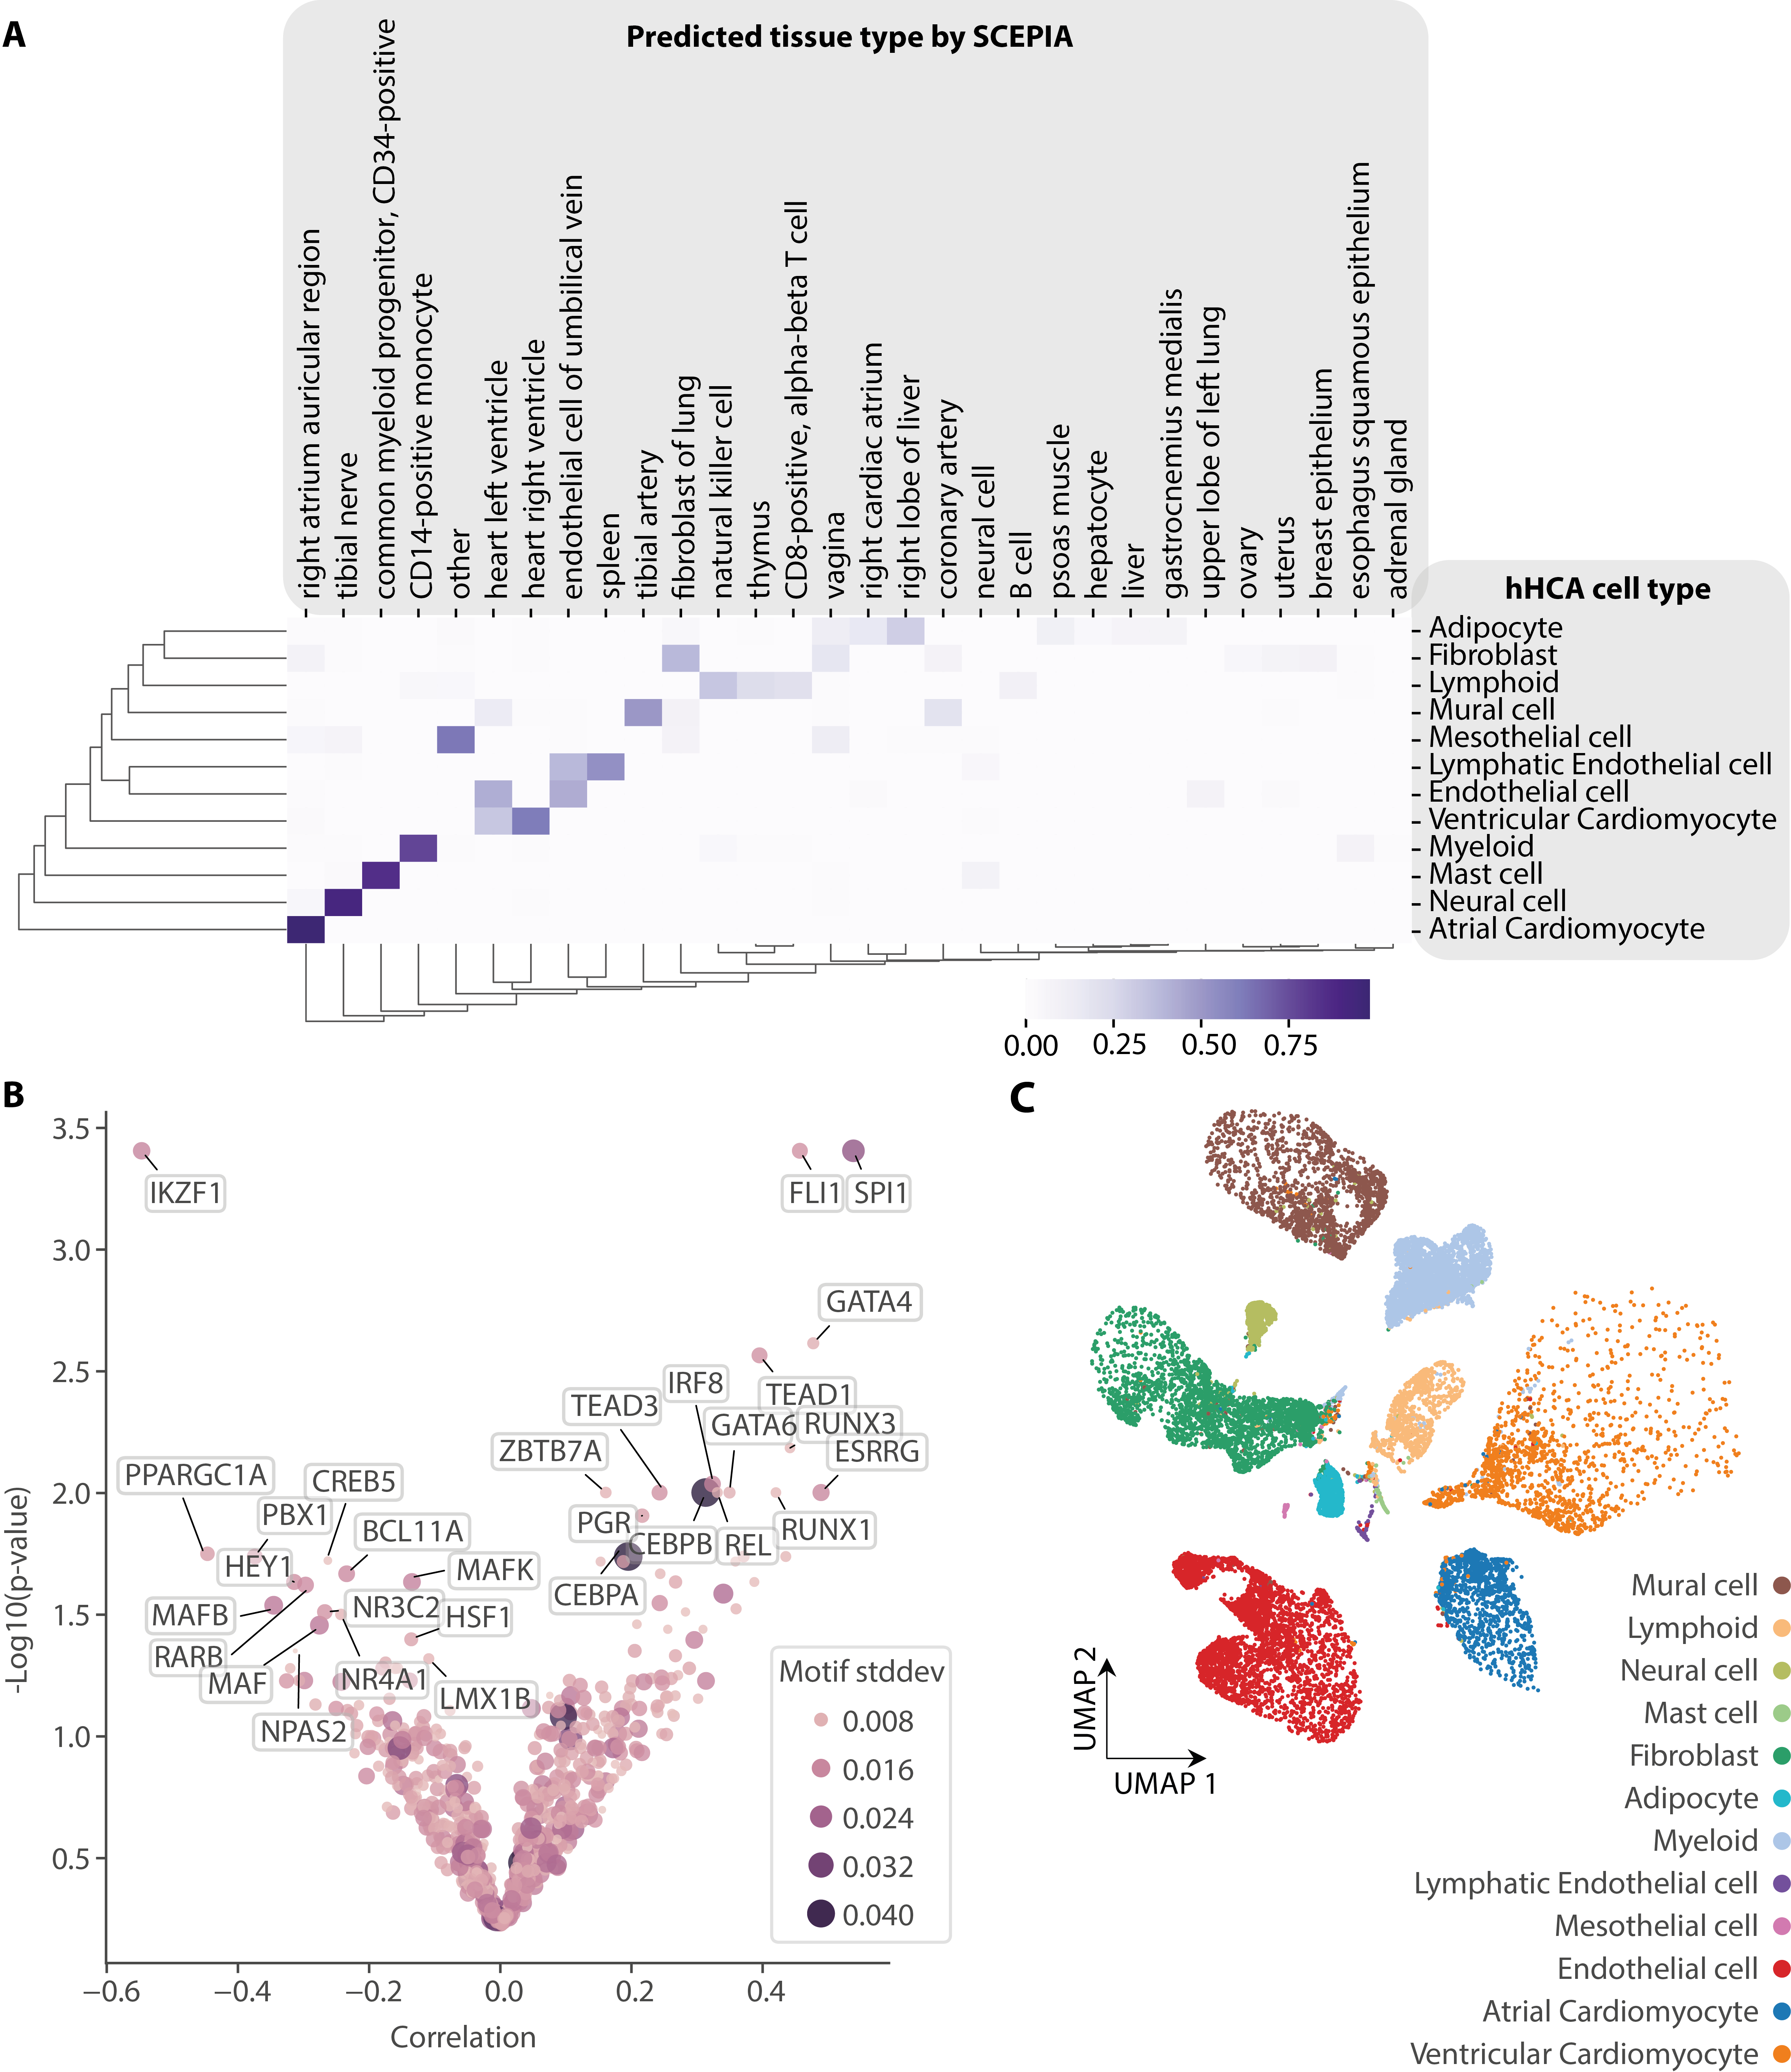 A
Predicted tissue type by SCEPIA
right atrium auricular region
tibial nerve
common myeloid progenitor, CD34-positive
CD14-positive monocyte
other
heart left ventricle
heart right ventricle
endothelial cell of umbilical vein
spleen
tibial artery
fibroblast of lung
natural killer cell
thymus
CD8-positive, alpha-beta T cell
vagina
right cardiac atrium
right lobe of liver
coronary artery
neural cell
B cell
psoas muscle
hepatocyte
liver
gastrocnemius medialis
upper lobe of left lung
ovary
uterus
breast epithelium
esophagus squamous epithelium
adrenal gland
hHCA cell type
Adipocyte
Fibroblast
Lymphoid
Mural cell
Mesothelial cell
Lymphatic Endothelial cell
Endothelial cell
Ventricular Cardiomyocyte
Myeloid
Mast cell
Neural cell
Atrial Cardiomyocyte
0.00 0.25 0.50 0.75
B
-Log10(p-value)
3.5
3.0
2.5
2.0
1.5
1.0
0.5
IKZF1
FLI1
SPI1
GATA4
TEAD1
IRF8
TEAD3
GATA6
RUNX3
ZBTB7A
ESRRG
PPARGC1A
CREB5
PBX1
BCL11A
PGR
CEBPB
REL
RUNX1
HEY1
MAFK
CEBPA
MAFB
NR3C2
HSF1
RARB
MAF
NR4A1
LMX1B
NPAS2
Motif stddev
0.008
0.016
0.024
0.032
0.040
−0.6 −0.4 −0.2 0.0 0.2 0.4
Correlation
C
UMAP 2
UMAP 1
Mural cell
Lymphoid
Neural cell
Mast cell
Fibroblast
Adipocyte
Myeloid
Lymphatic Endothelial cell
Mesothelial cell
Endothelial cell
Atrial Cardiomyocyte
Ventricular Cardiomyocyte